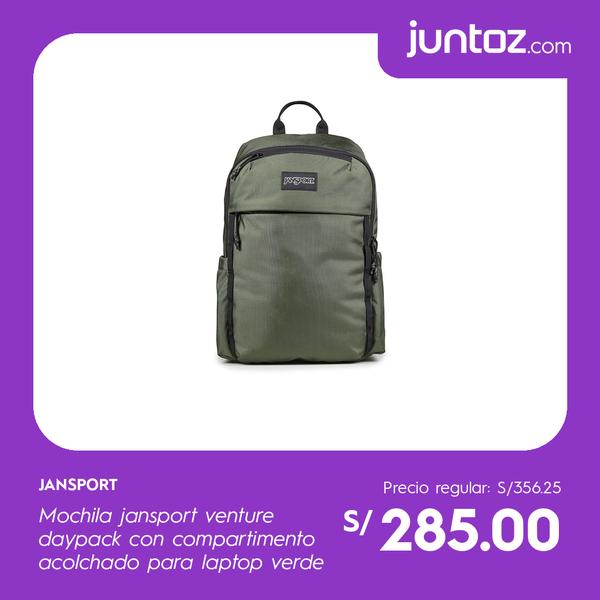 juntoz.com
JANSPORT
JANSPORT
Mochila jansport venture
daypack con compartimento
acolchado para laptop verde
Precio regular: S/356.25
S/ 285.00